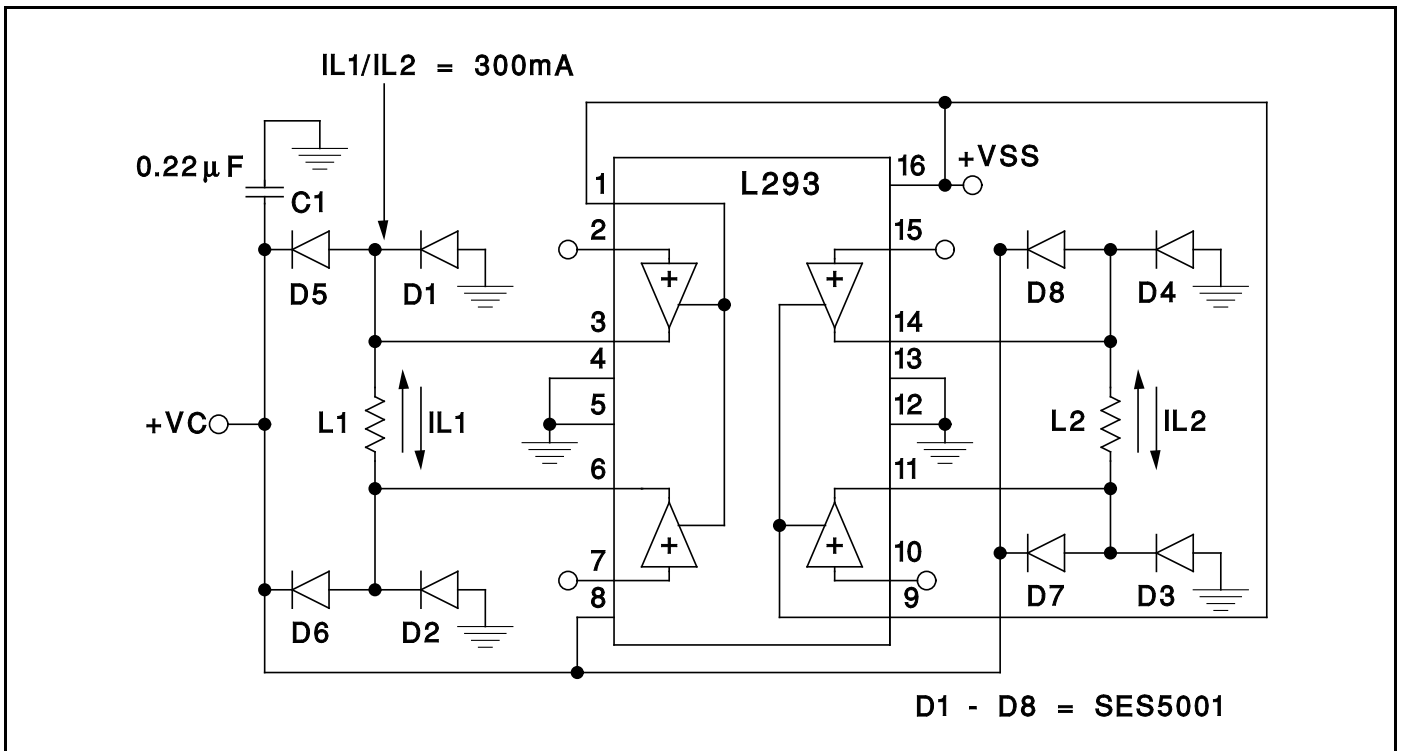 IL1/IL2 = 300mA
0.22μF
C1
L293
1
16
+VSS
2
15
D5
D1
D8
D4
3
14
4
13
5
12
+VC
L1
IL1
L2
IL2
6
11
+
+
+
+
7
10
8
9
D6
D2
D7
D3
D1 - D8 = SES5001